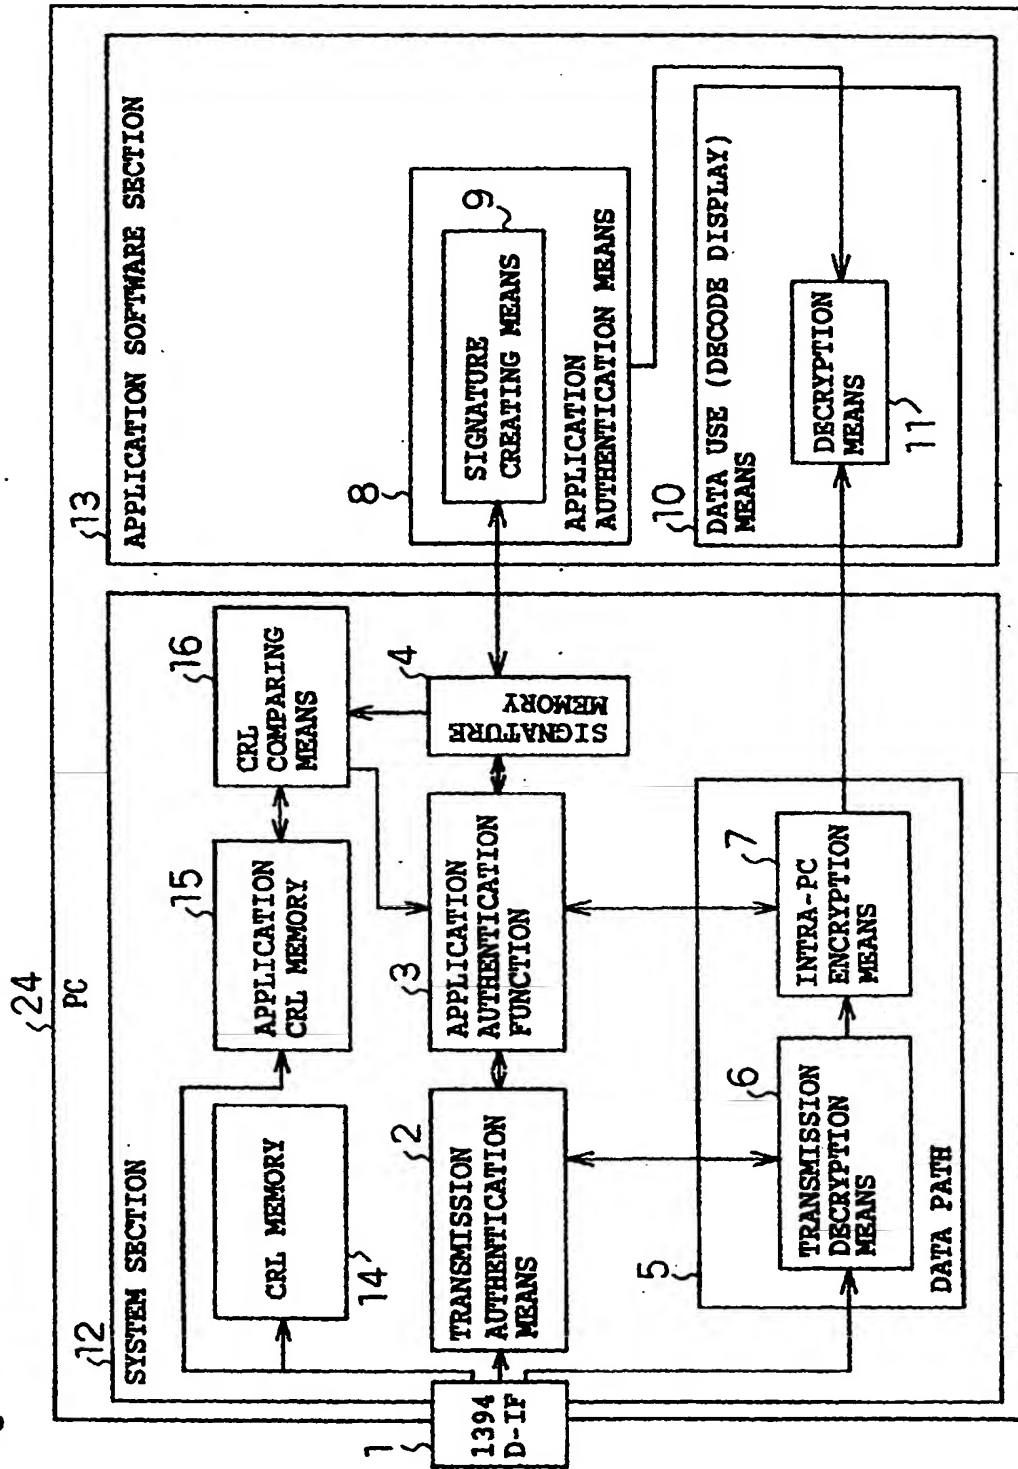 24
PC
12
SYSTEM SECTION
13
APPLICATION SOFTWARE SECTION
14
CRL MEMORY
15
APPLICATION
CRL MEMORY
16
CRL
COMPARING
MEANS
1
1394
D-IF
2
TRANSMISSION
AUTHENTICATION
MEANS
3
APPLICATION
AUTHENTICATION
FUNCTION
4
SIGNATURE
MEMORY
8
9
SIGNATURE
CREATING MEANS
APPLICATION
AUTHENTICATION MEANS
5
6
TRANSMISSION
DECRYPTION
MEANS
7
INTRA-PC
ENCRYPTION
MEANS
DATA PATH
10
DATA USE (DECODE DISPLAY)
MEANS
DECRYPTION
MEANS
11